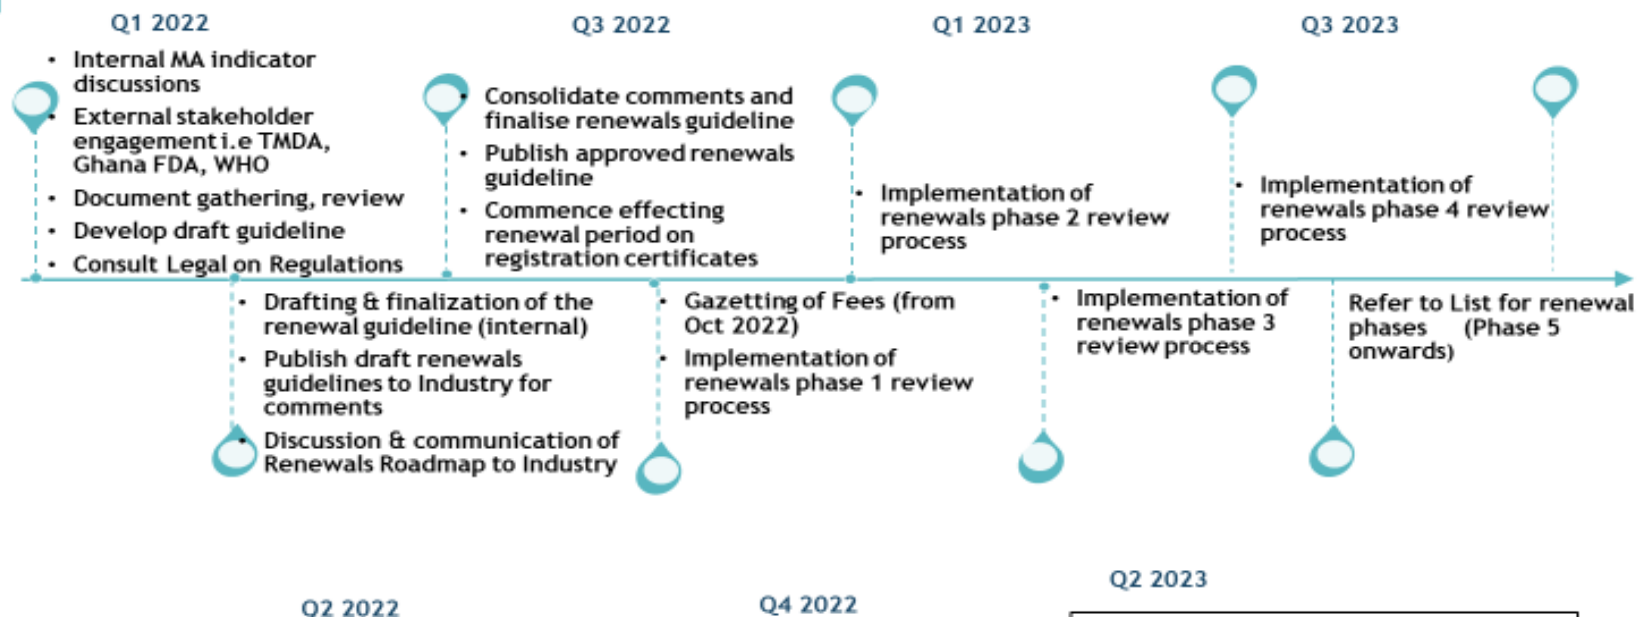 Q1 2022
Q3 2022
Q1 2023
Q3 2023
• Internal MA indicator
discussions
• External stakeholder
engagement i.e TMDA,
Ghana FDA, WHO
• Document gathering, review
• Develop draft guideline
• Consult Legal on Regulations
• Consolidate comments and
finalise renewals guideline
• Publish approved renewals
guideline
• Commence effecting
renewal period on
registration certificates
• Implementation of
renewals phase 2 review
process
• Implementation of
renewals phase 4 review
process
• Drafting & finalization of the
renewal guideline (internal)
• Publish draft renewals
guidelines to Industry for
comments
• Discussion & communication of
Renewals Roadmap to Industry
• Gazetting of Fees (from
Oct 2022)
• Implementation of
renewals phase 1 review
process
• Implementation of
renewals phase 3
review process
Refer to List for renewal
phases (Phase 5
onwards)
Q2 2022
Q4 2022
Q2 2023